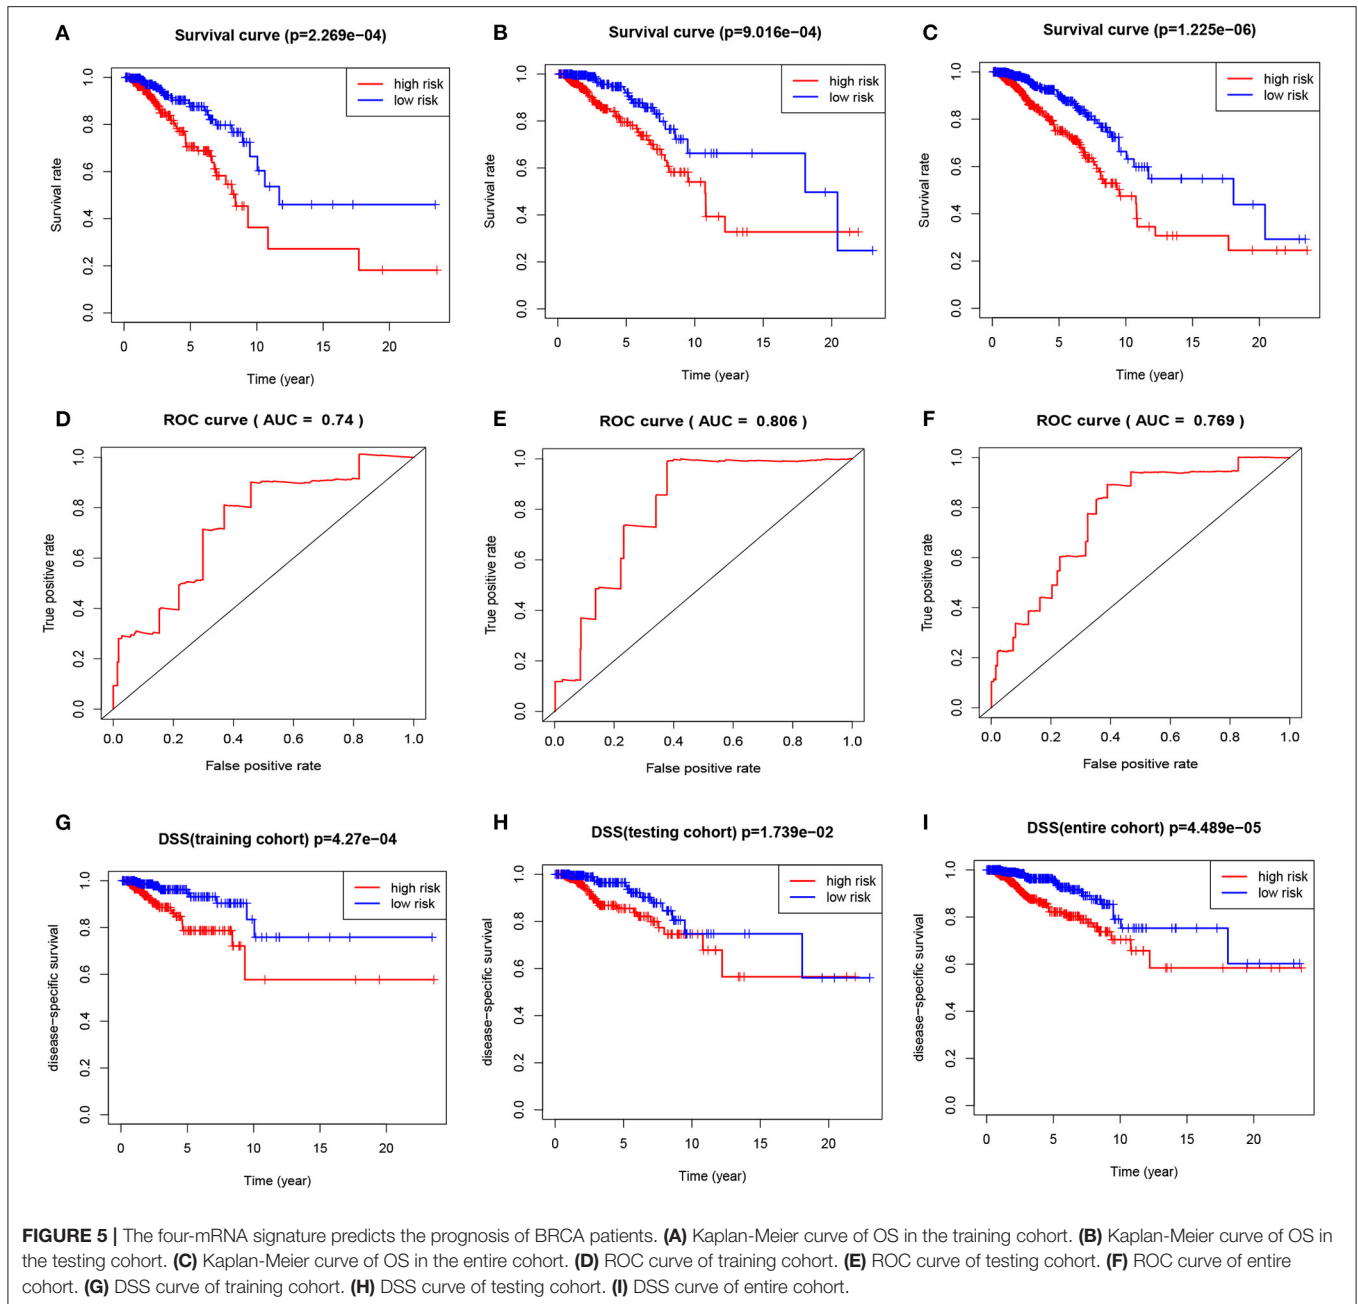 A
Survival curve (p=2.269e−04)
high risk
low risk
Survival rate
1.0
0.8
0.6
0.4
0.2
0.0
0 5 10 15 20
Time (year)
B
Survival curve (p=9.016e−04)
high risk
low risk
Survival rate
1.0
0.8
0.6
0.4
0.2
0.0
0 5 10 15 20
Time (year)
C
Survival curve (p=1.225e−06)
high risk
low risk
Survival rate
1.0
0.8
0.6
0.4
0.2
0.0
0 5 10 15 20
Time (year)
D
ROC curve ( AUC = 0.74 )
True positive rate
1.0
0.8
0.6
0.4
0.2
0.0
0.0 0.2 0.4 0.6 0.8 1.0
False positive rate
E
ROC curve ( AUC = 0.806 )
True positive rate
1.0
0.8
0.6
0.4
0.2
0.0
0.0 0.2 0.4 0.6 0.8 1.0
False positive rate
F
ROC curve ( AUC = 0.769 )
True positive rate
1.0
0.8
0.6
0.4
0.2
0.0
0.0 0.2 0.4 0.6 0.8 1.0
False positive rate
G
DSS(training cohort) p=4.27e−04
high risk
low risk
disease−specific survival
1.0
0.8
0.6
0.4
0.2
0.0
0 5 10 15 20
Time (year)
H
DSS(testing cohort) p=1.739e−02
high risk
low risk
disease−specific survival
1.0
0.8
0.6
0.4
0.2
0.0
0 5 10 15 20
Time (year)
I
DSS(entire cohort) p=4.489e−05
high risk
low risk
disease−specific survival
1.0
0.8
0.6
0.4
0.2
0.0
0 5 10 15 20
Time (year)
FIGURE 5 | The four-mRNA signature predicts the prognosis of BRCA patients. (A) Kaplan-Meier curve of OS in the training cohort. (B) Kaplan-Meier curve of OS in
the testing cohort. (C) Kaplan-Meier curve of OS in the entire cohort. (D) ROC curve of training cohort. (E) ROC curve of testing cohort. (F) ROC curve of entire
cohort. (G) DSS curve of training cohort. (H) DSS curve of testing cohort. (I) DSS curve of entire cohort.